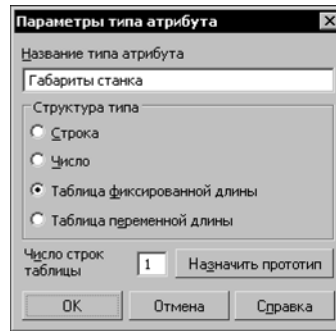 Параметры типа атрибута
Название типа атрибута
Габариты станка
Структура типа
Строка
Число
Таблица фиксированной длины
Таблица переменной длины
Число строк
таблицы
1
Назначить прототип
OK
Отмена
Справка